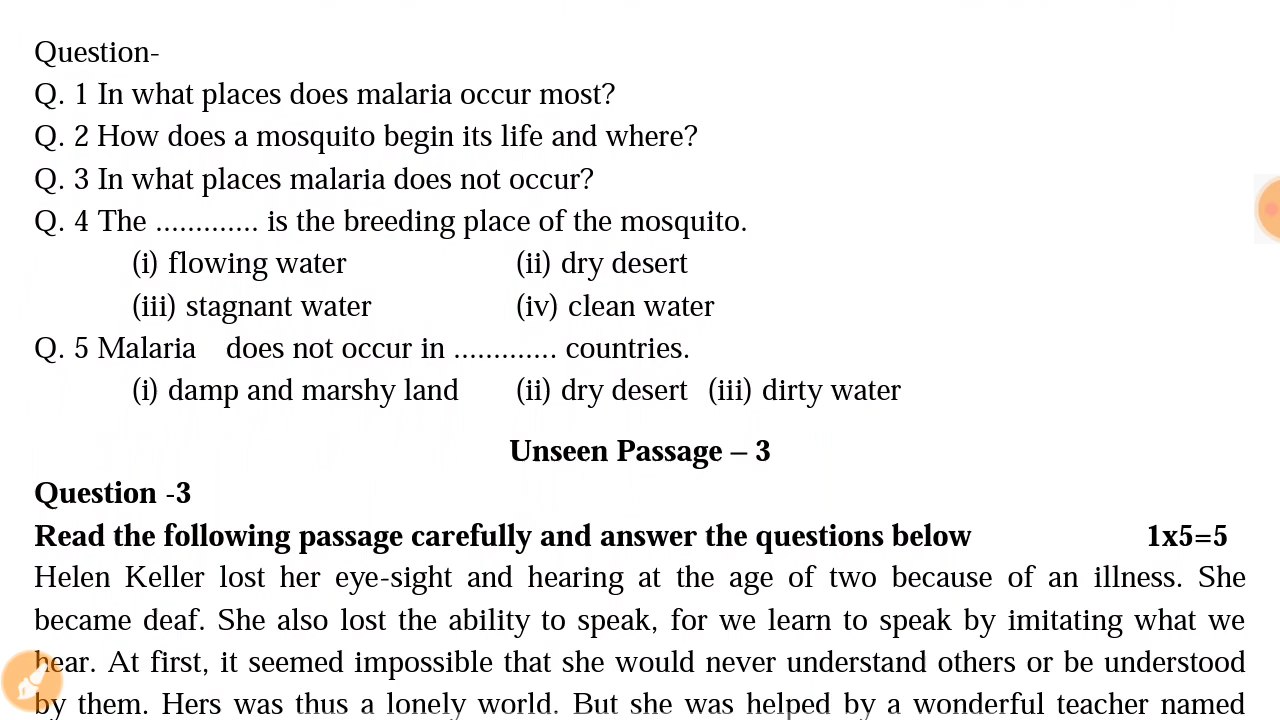 Question-
Q. 1 In what places does malaria occur most?
Q. 2 How does a mosquito begin its life and where?
Q. 3 In what places malaria does not occur?
Q. 4 The ............. is the breeding place of the mosquito.
(i) flowing water (ii) dry desert
(iii) stagnant water (iv) clean water
Q. 5 Malaria does not occur in ............. countries.
(i) damp and marshy land (ii) dry desert (iii) dirty water
Unseen Passage – 3
Question -3
Read the following passage carefully and answer the questions below 1x5=5
Helen Keller lost her eye-sight and hearing at the age of two because of an illness. She
became deaf. She also lost the ability to speak, for we learn to speak by imitating what we
hear. At first, it seemed impossible that she would never understand others or be understood
by them. Hers was thus a lonely world. But she was helped by a wonderful teacher named